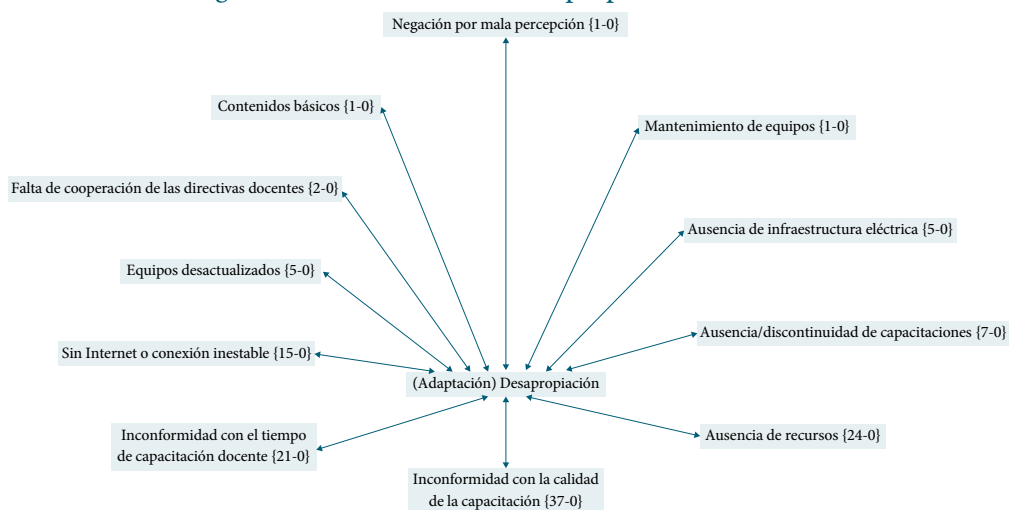 Negación por mala percepción {1-0}
Contenidos básicos {1-0}
Mantenimiento de equipos {1-0}
Falta de cooperación de las directivas docentes {2-0}
Ausencia de infraestructura eléctrica {5-0}
Equipos desactualizados {5-0}
Ausencia/discontinuidad de capacitaciones {7-0}
Sin Internet o conexión inestable {15-0}
(Adaptación) Desapropiación
Inconformidad con el tiempo
de capacitación docente {21-0}
Ausencia de recursos {24-0}
Inconformidad con la calidad
de la capacitación {37-0}